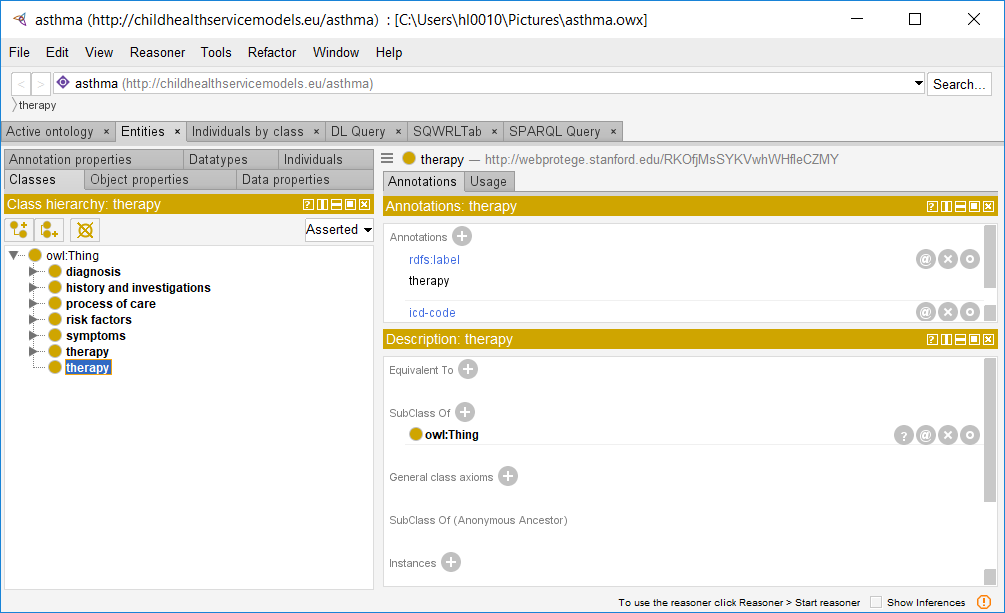 asthma (http://childhealthservicemodels.eu/asthma) : [C:\Users\hl0010\Pictures\asthma.owx]
File Edit View Reasoner Tools Refactor Window Help
< > asthma (http://childhealthservicemodels.eu/asthma) Search...
therapy
Active ontology × Entities × Individuals by class × DL Query × SQWRLTab × SPARQL Query ×
Annotation properties Datatypes Individuals
Classes Object properties Data properties
Class hierarchy: therapy
Asserted
owl:Thing
diagnosis
history and investigations
process of care
risk factors
symptoms
therapy
therapy
therapy — http://webprotege.stanford.edu/RKOfjMsSYKVwhWHfleCZMY
Annotations Usage
Annotations: therapy
Annotations
rdfs:label
therapy
icd-code
Description: therapy
Equivalent To
SubClass Of
owl:Thing
General class axioms
SubClass Of (Anonymous Ancestor)
Instances
To use the reasoner click Reasoner > Start reasoner Show Inferences